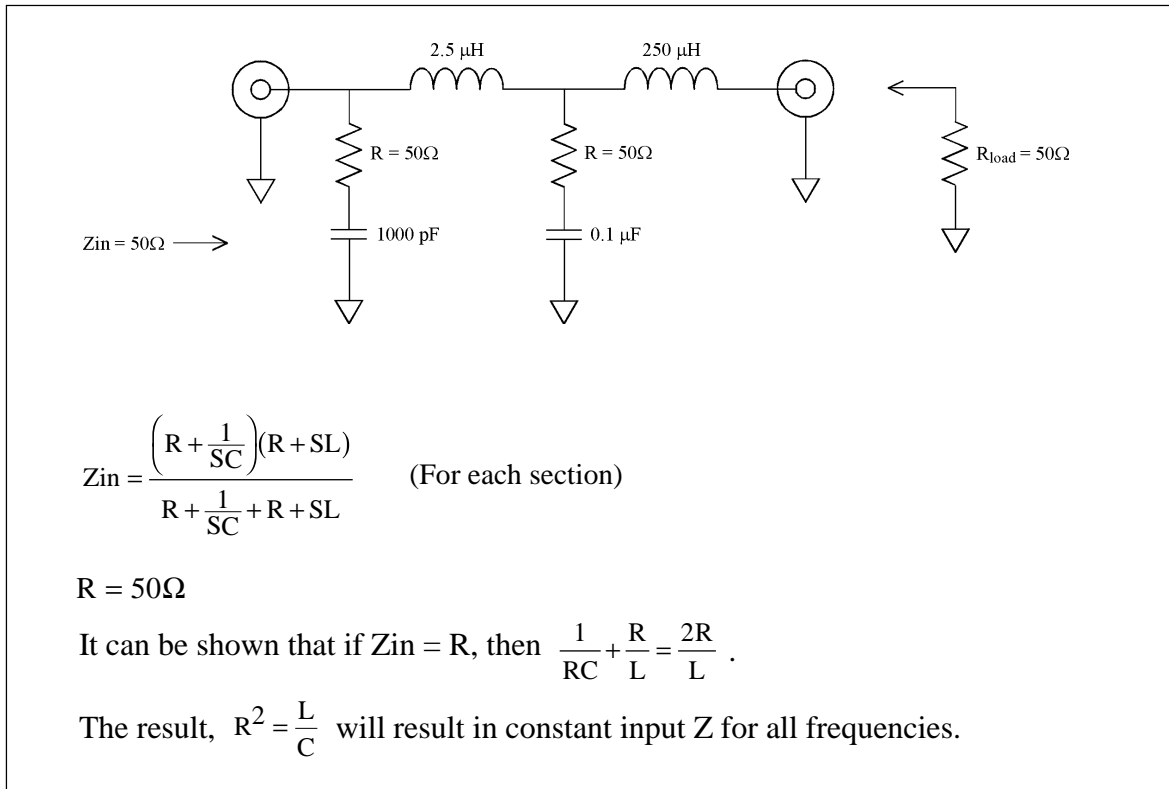 2.5 μH 250 μH
R = 50Ω R = 50Ω R_load = 50Ω
Zin = 50Ω 1000 pF 0.1 μF
Zin = ((R + 1/SC)(R + SL))/(R + 1/SC + R + SL) (For each section)
R = 50Ω
It can be shown that if Zin = R, then 1/RC + R/L = 2R/L .
The result, R² = L/C will result in constant input Z for all frequencies.